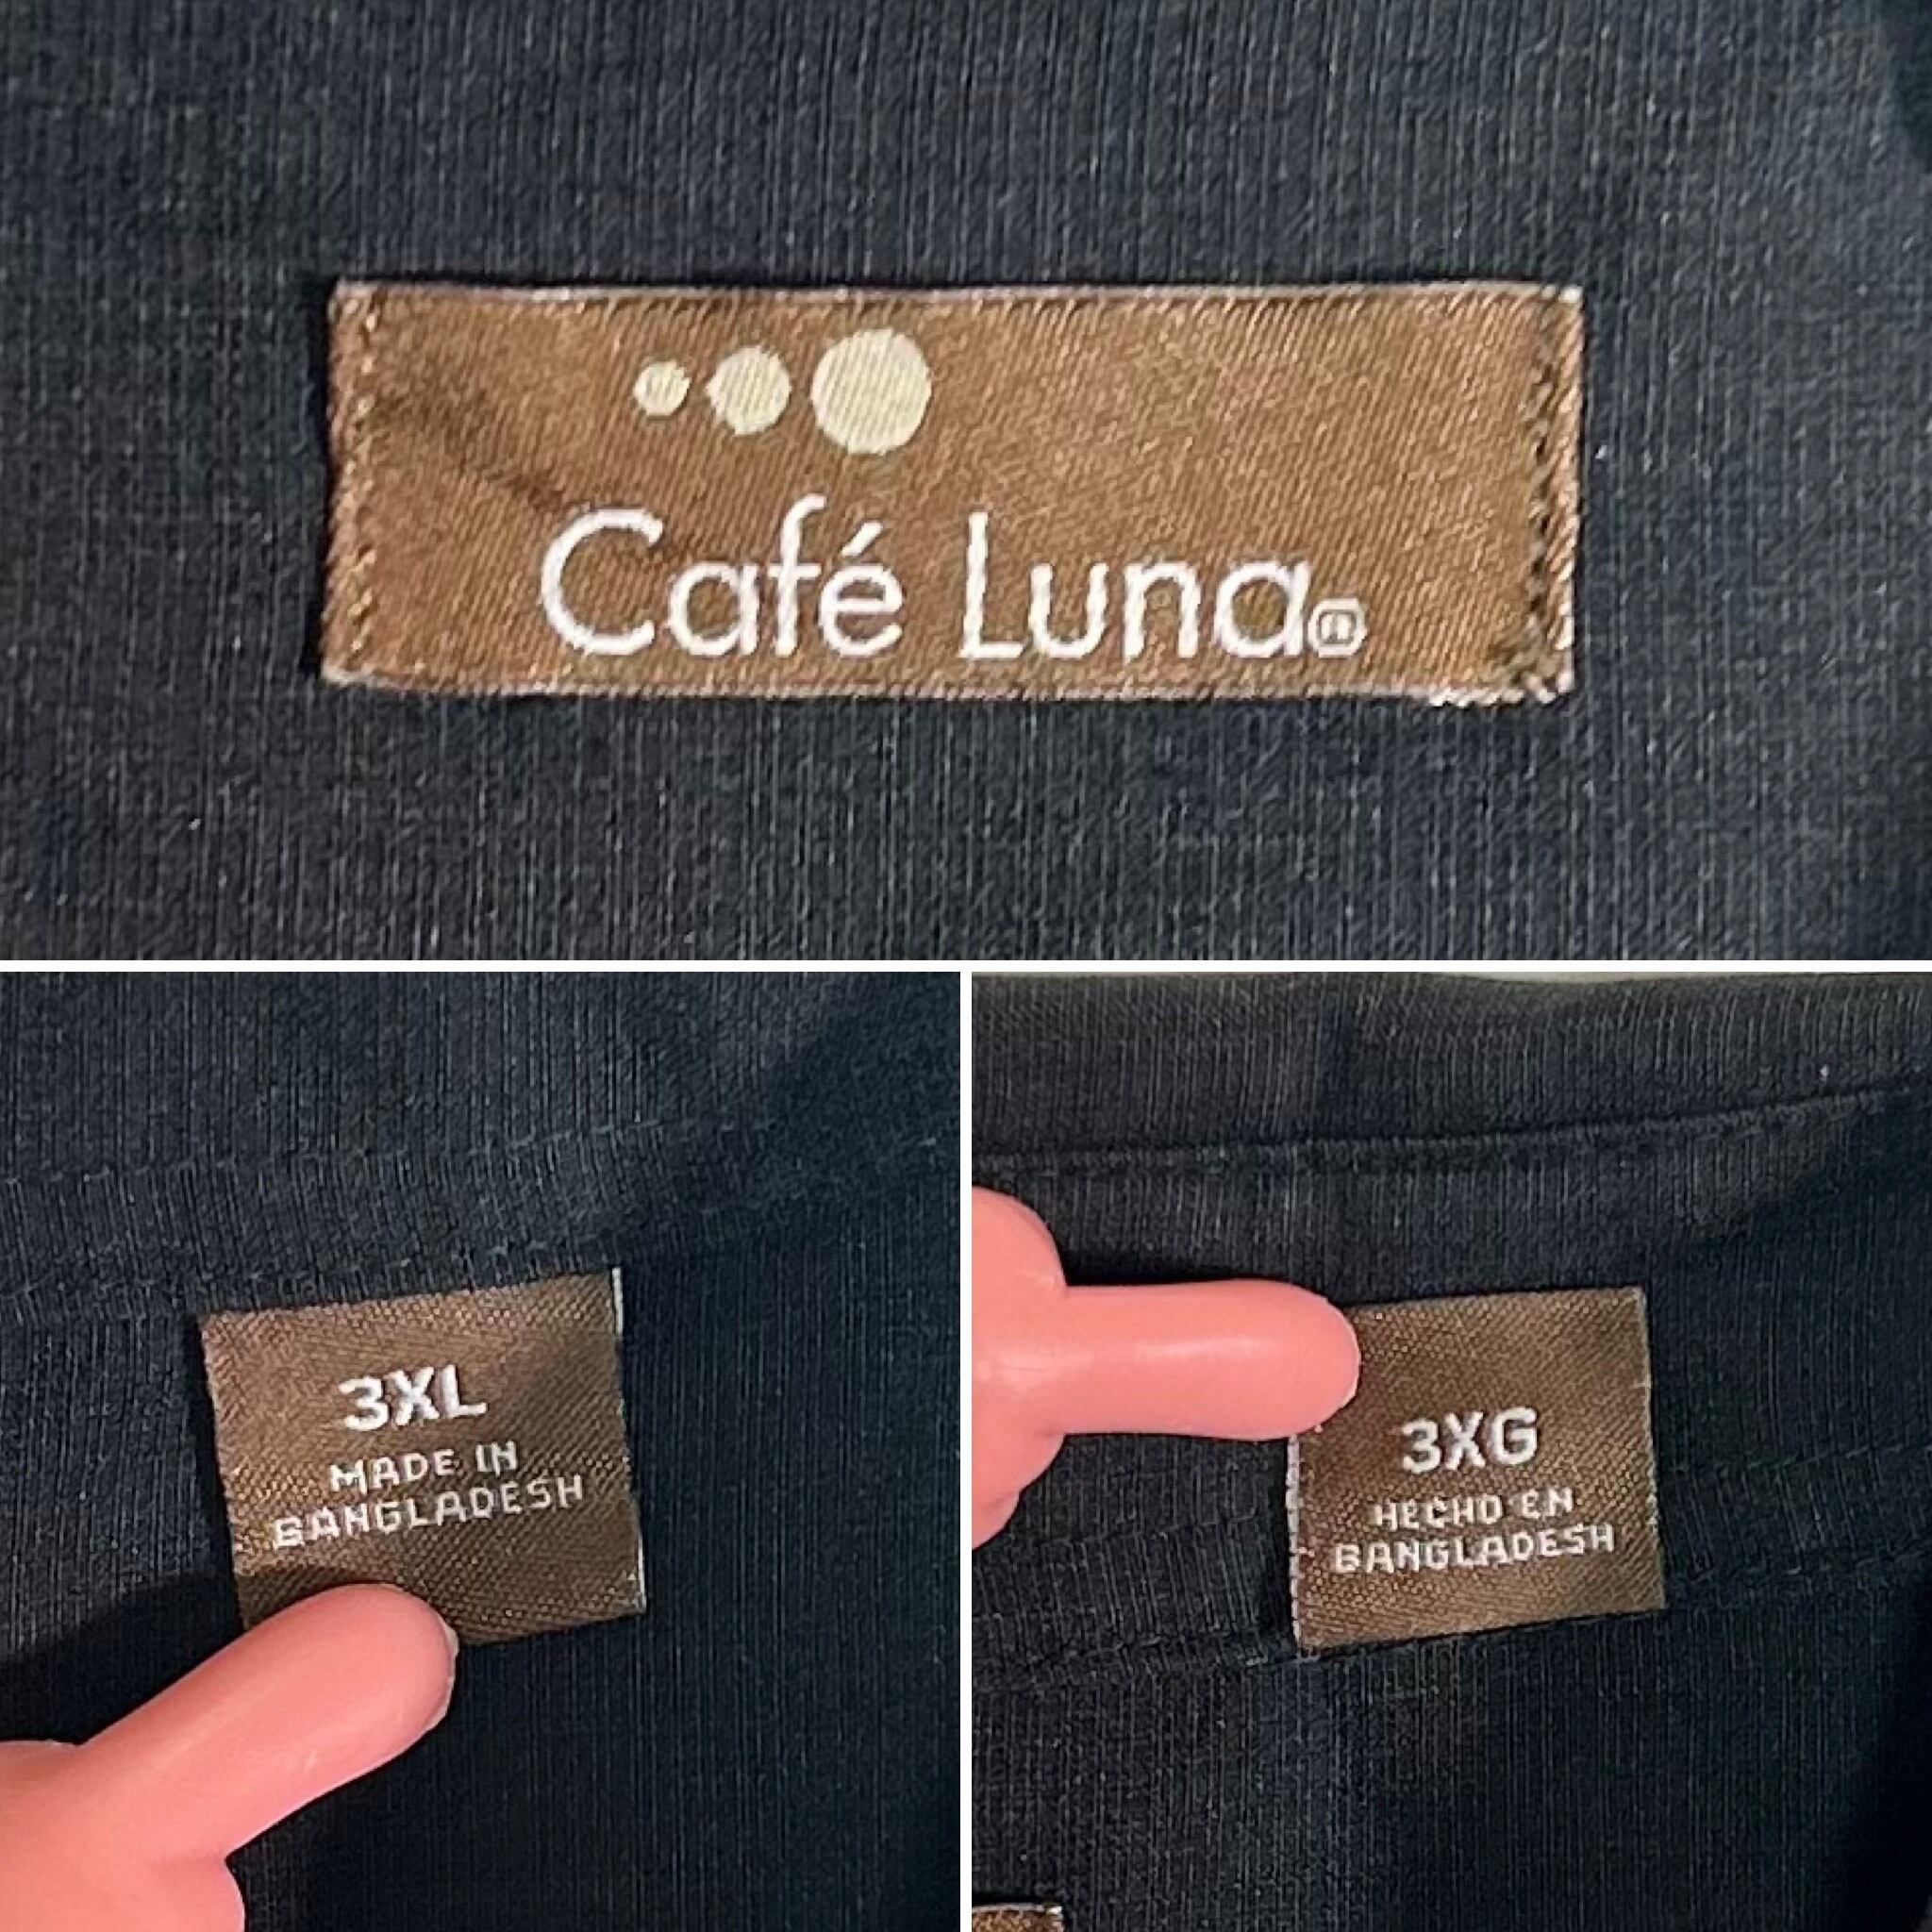 Café Luna®
3XL
MADE IN
BANGLADESH
3XG
HECHO EN
BANGLADESH